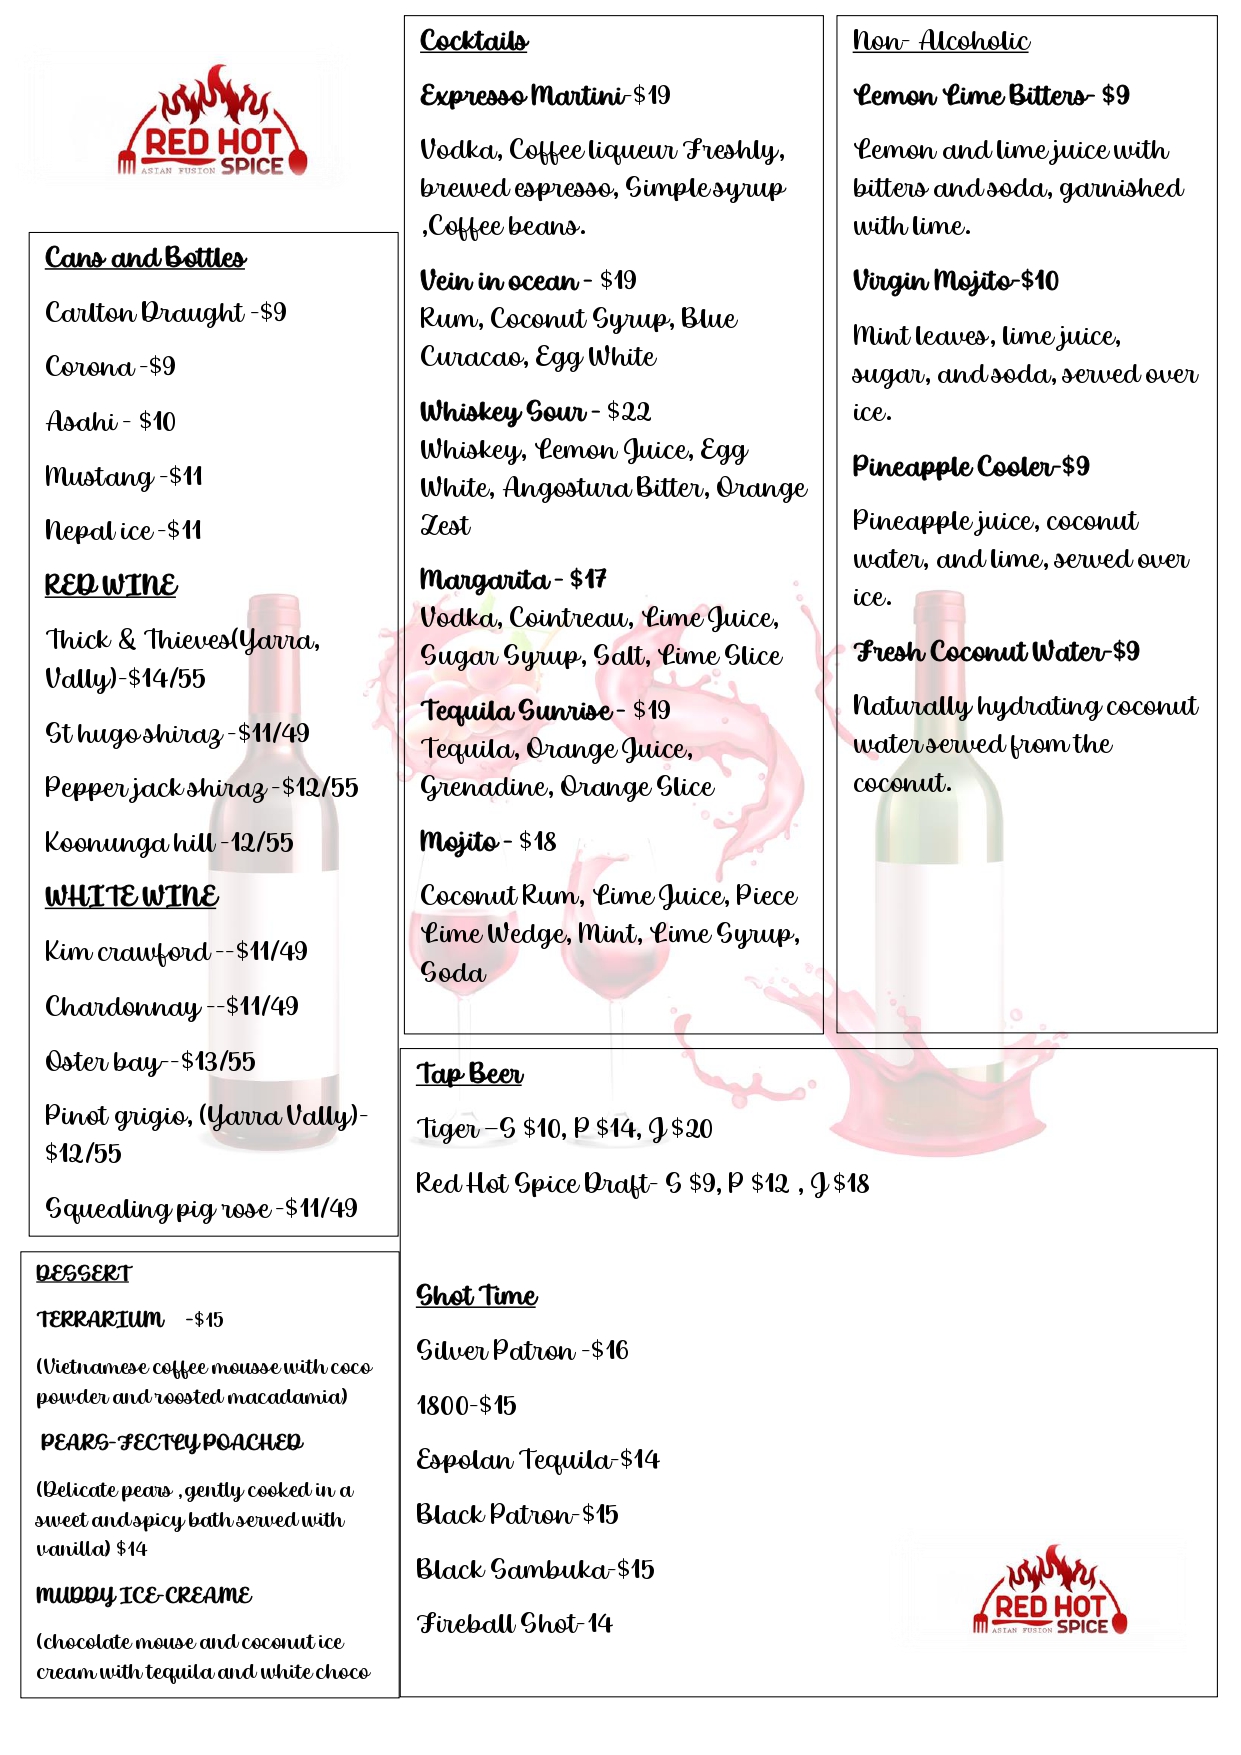 RED HOT
SPICE
ASIAN FUSION
Cans and Bottles
Carlton Draught -$9
Corona -$9
Asahi - $10
Mustang -$11
Nepal ice -$11
RED WINE
Thick & Thieves(Yarra,
Vally)-$14/55
St hugo shiraz -$11/49
Pepper jack shiraz -$12/55
Koonunga hill -12/55
WHITE WINE
Kim crawford --$11/49
Chardonnay --$11/49
Oster bay--$13/55
Pinot grigio, (Yarra Vally)-
$12/55
Squealing pig rose -$11/49
DESSERT
TERRARIUM -$15
(Vietnamese coffee mousse with coco
powder and roosted macadamia)
PEARS-FECTLY POACHED
(Delicate pears ,gently cooked in a
sweet and spicy bath served with
vanilla) $14
MUDDY ICE-CREAME
(chocolate mouse and coconut ice
cream with tequila and white choco
Cocktails
Expresso Martini-$19
Vodka, Coffee liqueur Freshly,
brewed espresso, Simple syrup
,Coffee beans.
Vein in ocean - $19
Rum, Coconut Syrup, Blue
Curacao, Egg White
Whiskey Sour - $22
Whiskey, Lemon Juice, Egg
White, Angostura Bitter, Orange
Zest
Margarita - $17
Vodka, Cointreau, Lime Juice,
Sugar Syrup, Salt, Lime Slice
Tequila Sunrise - $19
Tequila, Orange Juice,
Grenadine, Orange Slice
Mojito - $18
Coconut Rum, Lime Juice, Piece
Lime Wedge, Mint, Lime Syrup,
Soda
Non- Alcoholic
Lemon Lime Bitters- $9
Lemon and lime juice with
bitters and soda, garnished
with lime.
Virgin Mojito-$10
Mint leaves, lime juice,
sugar, and soda, served over
ice.
Pineapple Cooler-$9
Pineapple juice, coconut
water, and lime, served over
ice.
Fresh Coconut Water-$9
Naturally hydrating coconut
water served from the
coconut.
Tap Beer
Tiger –S $10, P $14, J $20
Red Hot Spice Draft- S $9, P $12 , J $18
Shot Time
Silver Patron -$16
1800-$15
Espolan Tequila-$14
Black Patron-$15
Black Sambuka-$15
Fireball Shot-14
RED HOT
SPICE
ASIAN FUSION